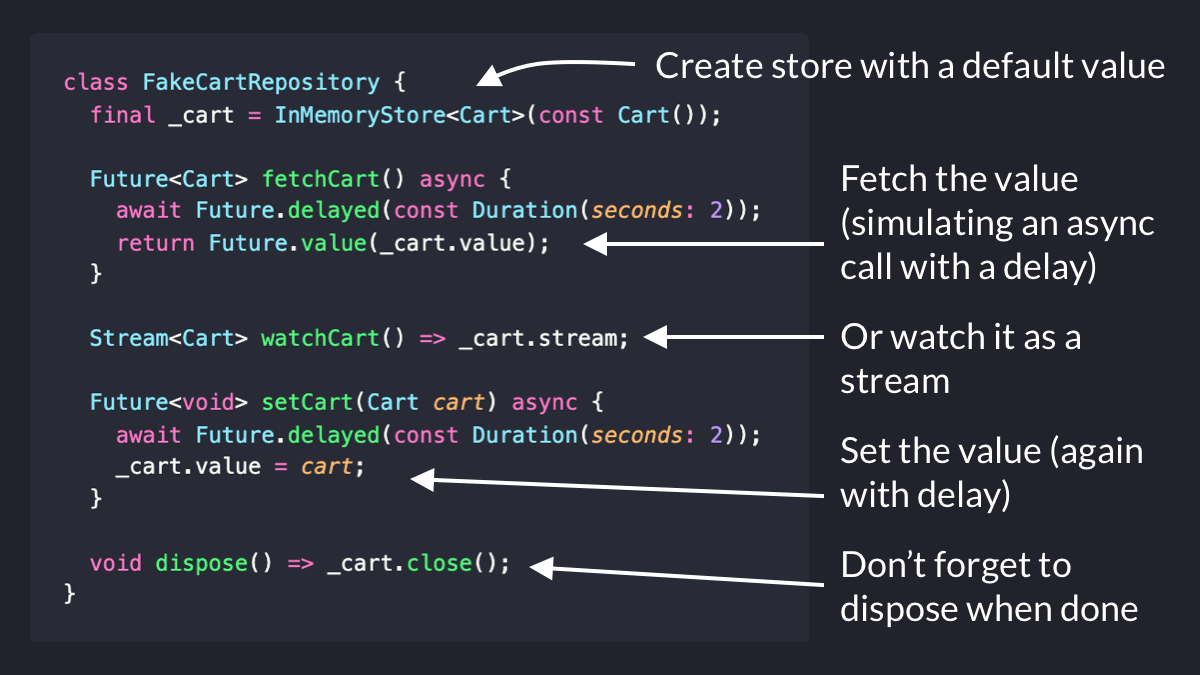 class FakeCartRepository {
final _cart = InMemoryStore<Cart>(const Cart());
Future<Cart> fetchCart() async {
await Future.delayed(const Duration(seconds: 2));
return Future.value(_cart.value);
}
Stream<Cart> watchCart() => _cart.stream;
Future<void> setCart(Cart cart) async {
await Future.delayed(const Duration(seconds: 2));
_cart.value = cart;
}
void dispose() => _cart.close();
}
Create store with a default value
Fetch the value
(simulating an async
call with a delay)
Or watch it as a
stream
Set the value (again
with delay)
Don’t forget to
dispose when done